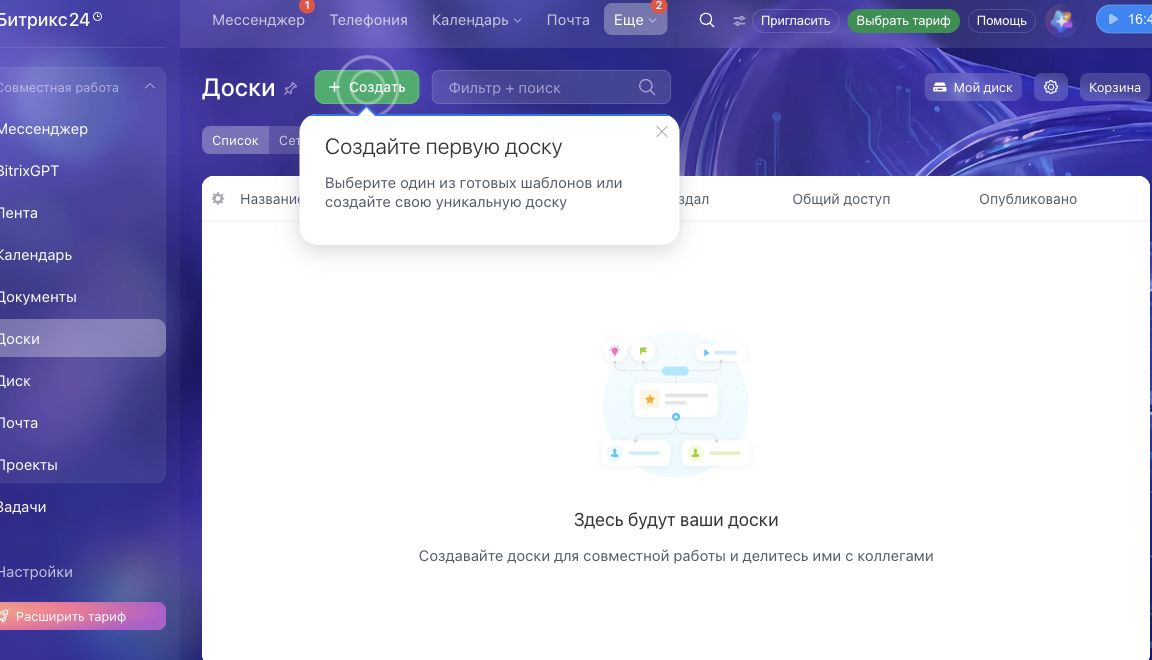 Битрикс24
Мессенджер 1
Телефония
Календарь
Почта
Еще 2
Пригласить
Выбрать тариф
Помощь
Совместная работа
Мессенджер
BitrixGPT
Лента
Календарь
Документы
Доски
Диск
Почта
Проекты
Задачи
Настройки
Расширить тариф
Доски
+ Создать
Фильтр + поиск
Мой диск
Корзина
Список
Создайте первую доску
Выберите один из готовых шаблонов или
создайте свою уникальную доску
Название
Общий доступ
Опубликовано
Здесь будут ваши доски
Создавайте доски для совместной работы и делитесь ими с коллегами